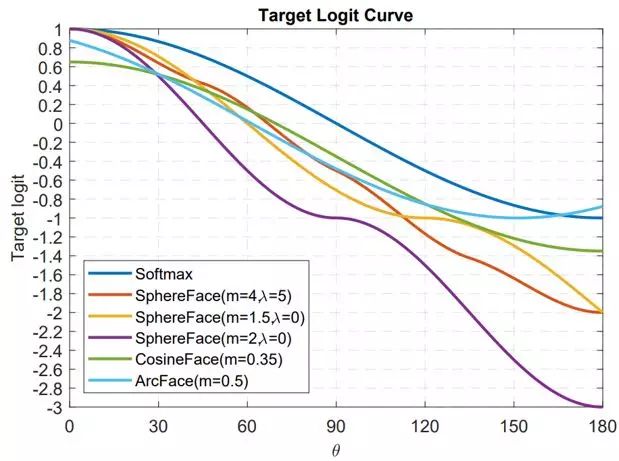 Target Logit Curve
Target logit
1
0.8
0.6
0.4
0.2
0
-0.2
-0.4
-0.6
-0.8
-1
-1.2
-1.4
-1.6
-1.8
-2
-2.2
-2.4
-2.6
-2.8
-3
Softmax
SphereFace(m=4,λ=5)
SphereFace(m=1.5,λ=0)
SphereFace(m=2,λ=0)
CosineFace(m=0.35)
ArcFace(m=0.5)
0 30 60 90 120 150 180
θ